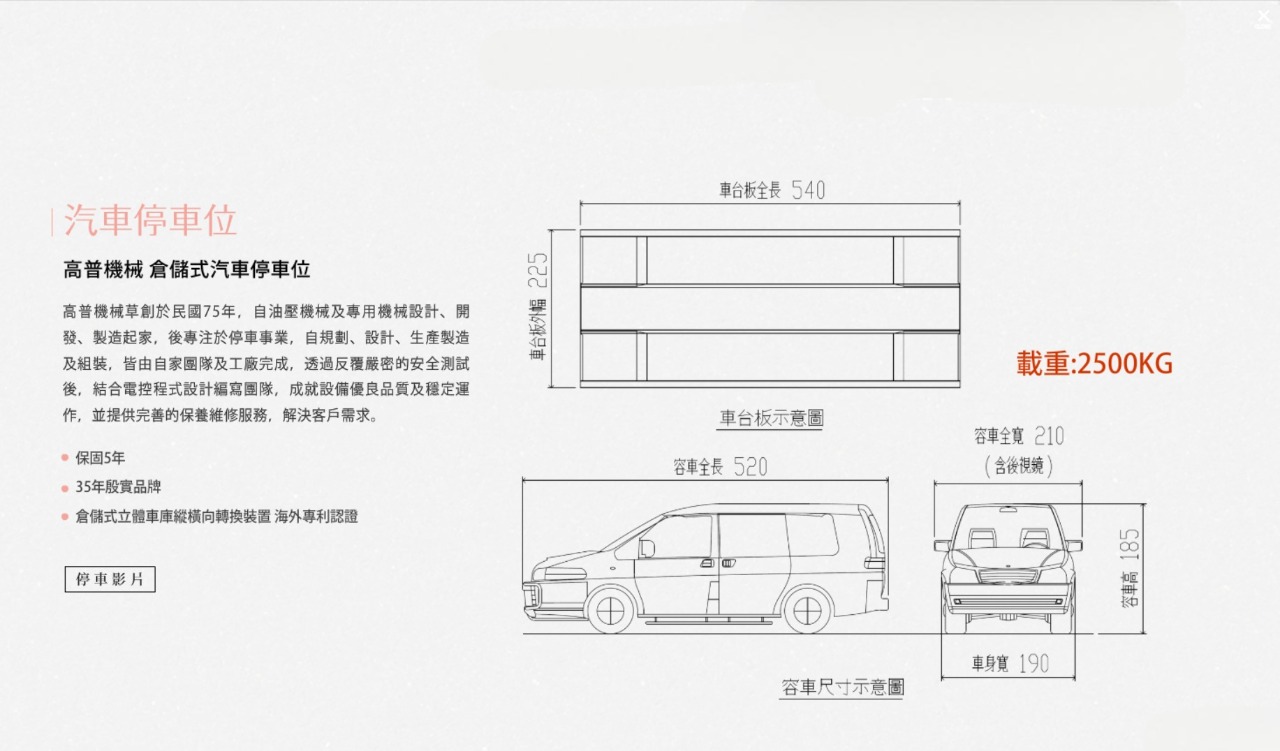 汽車停車位
高普機械 倉儲式汽車停車位
高普機械草創於民國75年，自油壓機械及專用機械設計、開
發、製造起家，後專注於停車事業，自規劃、設計、生產製造
及組裝，皆由自家團隊及工廠完成，透過反覆嚴密的安全測試
後，結合電控程式設計編寫團隊，成就設備優良品質及穩定運
作，並提供完善的保養維修服務，解決客戶需求。
保固5年
35年殷實品牌
倉儲式立體車庫縱橫向轉換裝置 海外專利認證
停車影片
車台板全長 540
車台板外幅 225
車台板示意圖
載重:2500KG
容車全長 520
容車全寬 210
(含後視鏡)
容車高 185
車身寬 190
容車尺寸示意圖